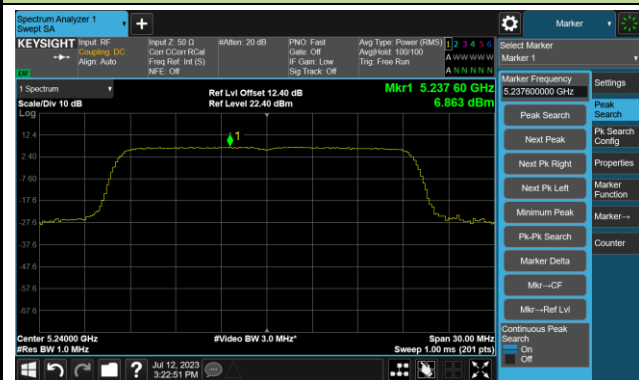 Spectrum Analyzer 1
Swept SA
+
Marker
KEYSIGHT
Input: RF
Coupling: DC
Align: Auto
Input Z: 50 Ω
Corr CCorr RCal
Freq Ref: Int (S)
NFE: Off
#Atten: 20 dB
PNO: Fast
Gate: Off
IF Gain: Low
Sig Track: Off
Avg Type: Power (RMS)
Avg|Hold: 100/100
Trig: Free Run
1 2 3 4 5 6
A W W W W W
A N N N N N
Select Marker
Marker 1
1 Spectrum
Scale/Div 10 dB
Log
Ref Lvl Offset 12.40 dB
Ref Level 22.40 dBm
Mkr1 5.237 60 GHz
6.863 dBm
12.4
2.40
-7.60
-17.6
-27.6
-37.6
-47.6
-57.6
-67.6
1
Center 5.24000 GHz
#Res BW 1.0 MHz
#Video BW 3.0 MHz*
Span 30.00 MHz
Sweep 1.00 ms (201 pts)
Marker Frequency
5.237600000 GHz
Peak Search
Next Peak
Next Pk Right
Next Pk Left
Minimum Peak
Pk-Pk Search
Marker Delta
Mkr→CF
Mkr→Ref Lvl
Continuous Peak
Search
On
Off
Settings
Peak
Search
Pk Search
Config
Properties
Marker
Function
Marker→
Counter
?
Jul 12, 2023
3:22:51 PM